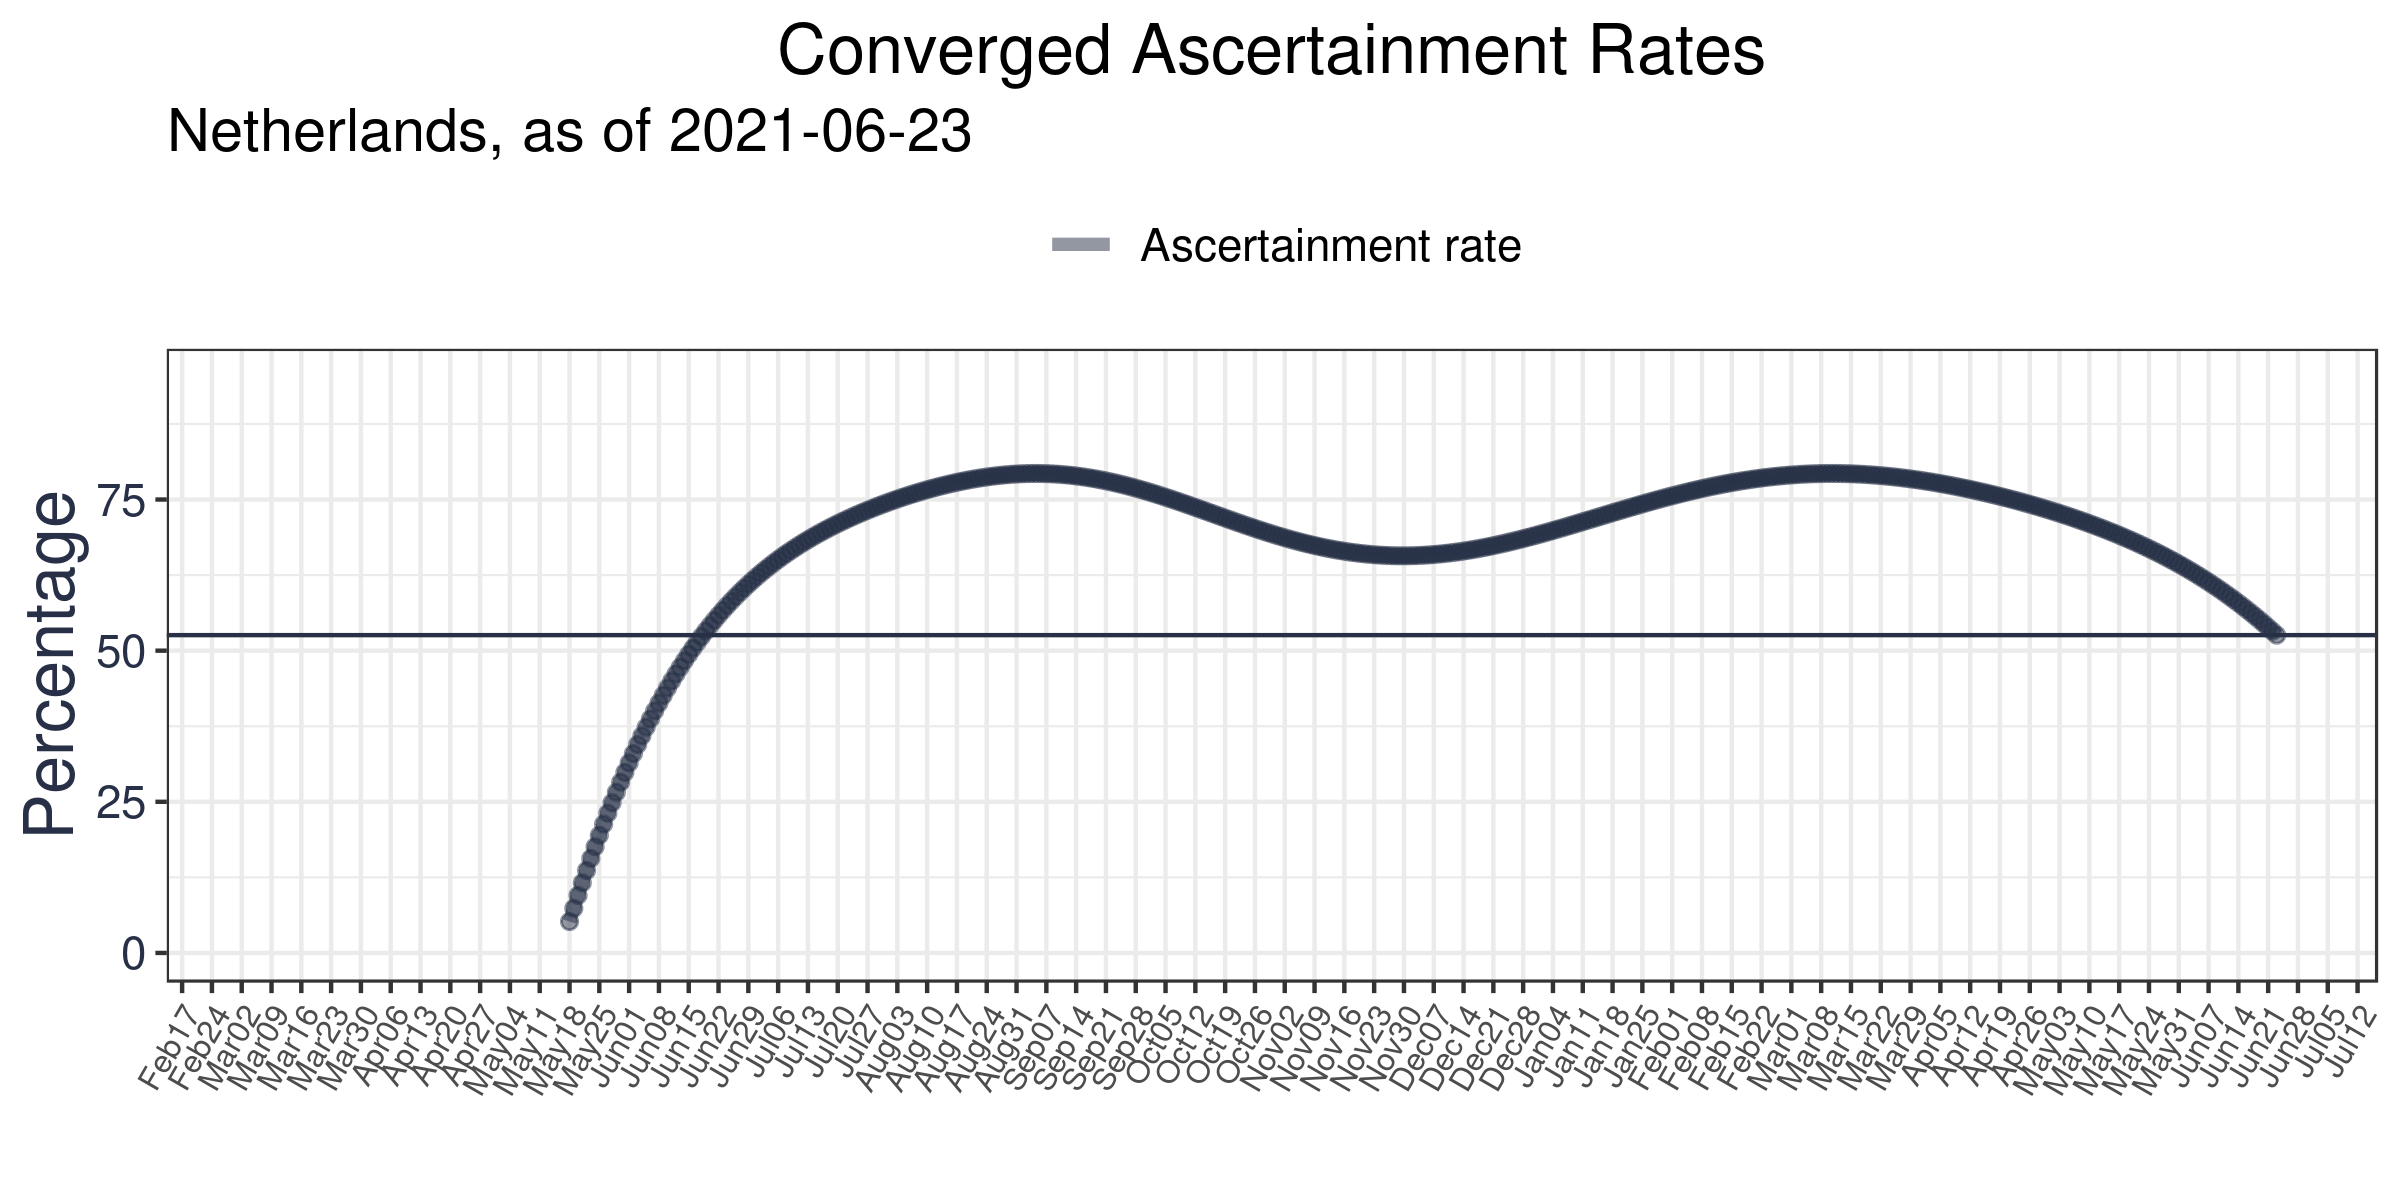 Converged Ascertainment Rates
Netherlands, as of 2021-06-23
Ascertainment rate
Percentage
75
50
25
0
Feb17 Feb24 Mar02 Mar09 Mar16 Mar23 Mar30 Apr06 Apr13 Apr20 Apr27 May04 May11 May18 May25 Jun01 Jun08 Jun15 Jun22 Jun29 Jul06 Jul13 Jul20 Jul27 Aug03 Aug10 Aug17 Aug24 Aug31 Sep07 Sep14 Sep21 Sep28 Oct05 Oct12 Oct19 Oct26 Nov02 Nov09 Nov16 Nov23 Nov30 Dec07 Dec14 Dec21 Dec28 Jan04 Jan11 Jan18 Jan25 Feb01 Feb08 Feb15 Feb22 Mar01 Mar08 Mar15 Mar22 Mar29 Apr05 Apr12 Apr19 Apr26 May03 May10 May17 May24 May31 Jun07 Jun14 Jun21 Jun28 Jul05 Jul12